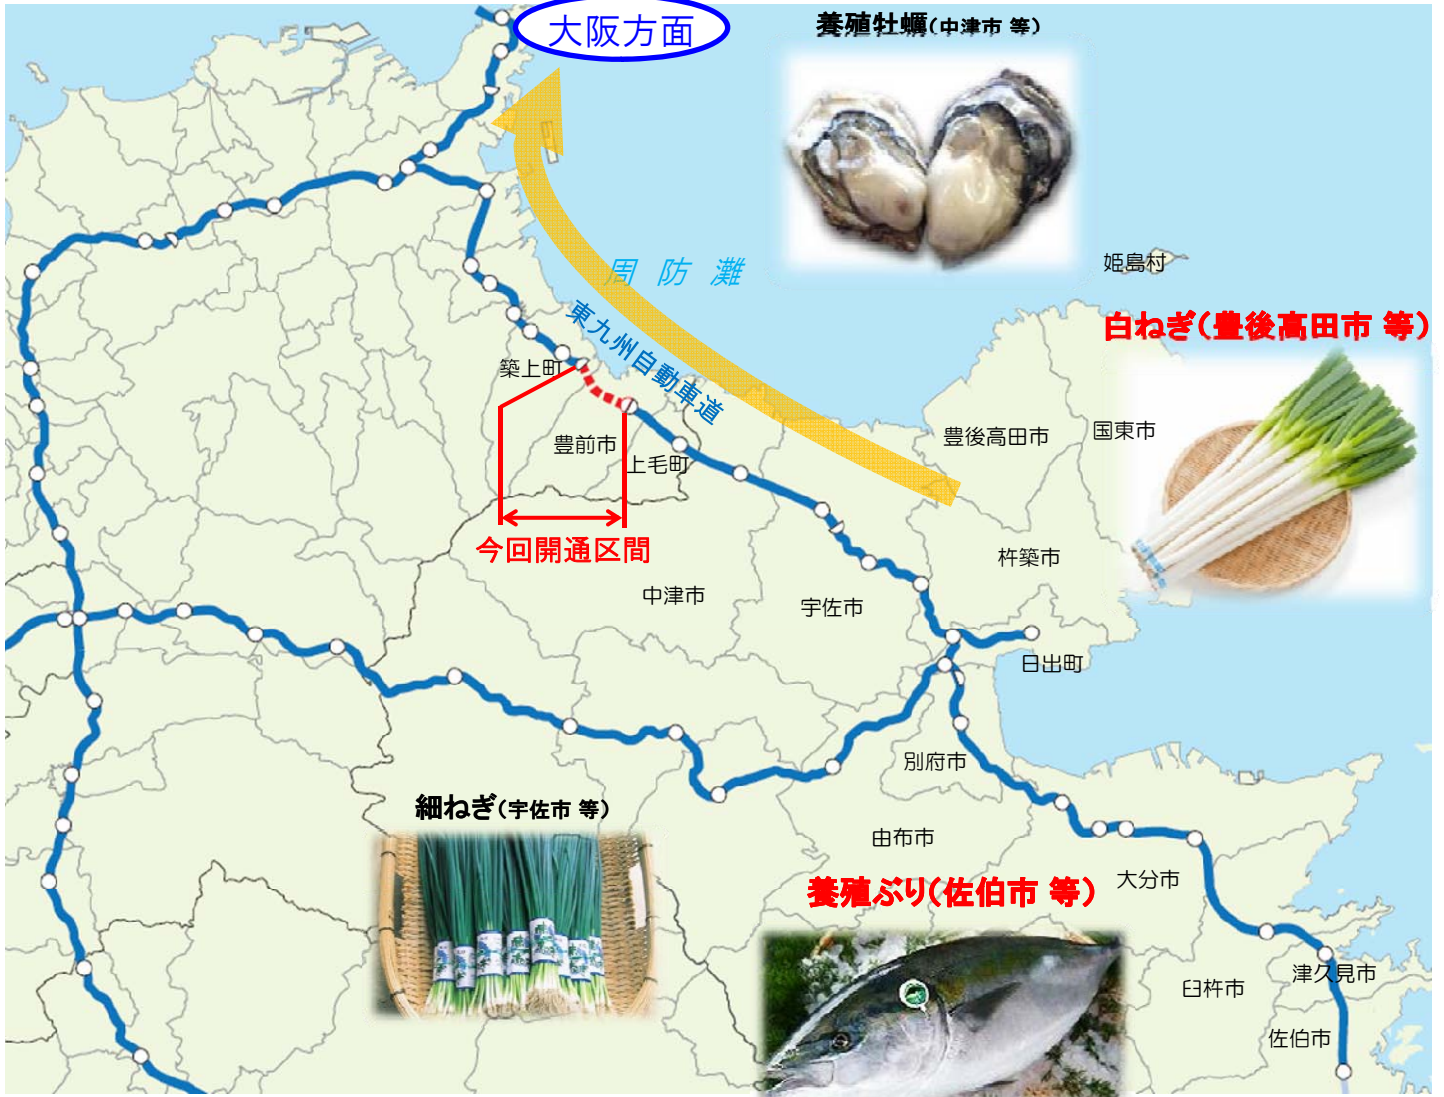 大阪方面
養殖牡蠣(中津市 等)
周防灘
姫島村
東九州自動車道
白ねぎ(豊後高田市 等)
築上町
豊後高田市
国東市
豊前市
上毛町
今回開通区間
杵築市
中津市
宇佐市
日出町
別府市
細ねぎ(宇佐市 等)
由布市
大分市
養殖ぶり(佐伯市 等)
津久見市
臼杵市
佐伯市